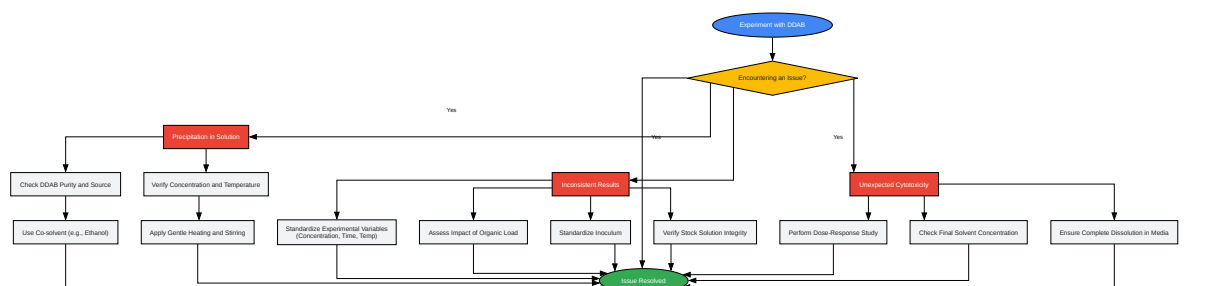 Experiment with DDAB
Encountering an Issue?
Yes
Yes
Yes
Precipitation in Solution
Check DDAB Purity and Source
Verify Concentration and Temperature
Inconsistent Results
Unexpected Cytotoxicity
Use Co-solvent (e.g., Ethanol)
Apply Gentle Heating and Stirring
Standardize Experimental Variables
(Concentration, Time, Temp)
Assess Impact of Organic Load
Standardize Inoculum
Verify Stock Solution Integrity
Perform Dose-Response Study
Check Final Solvent Concentration
Ensure Complete Dissolution in Media
Issue Resolved